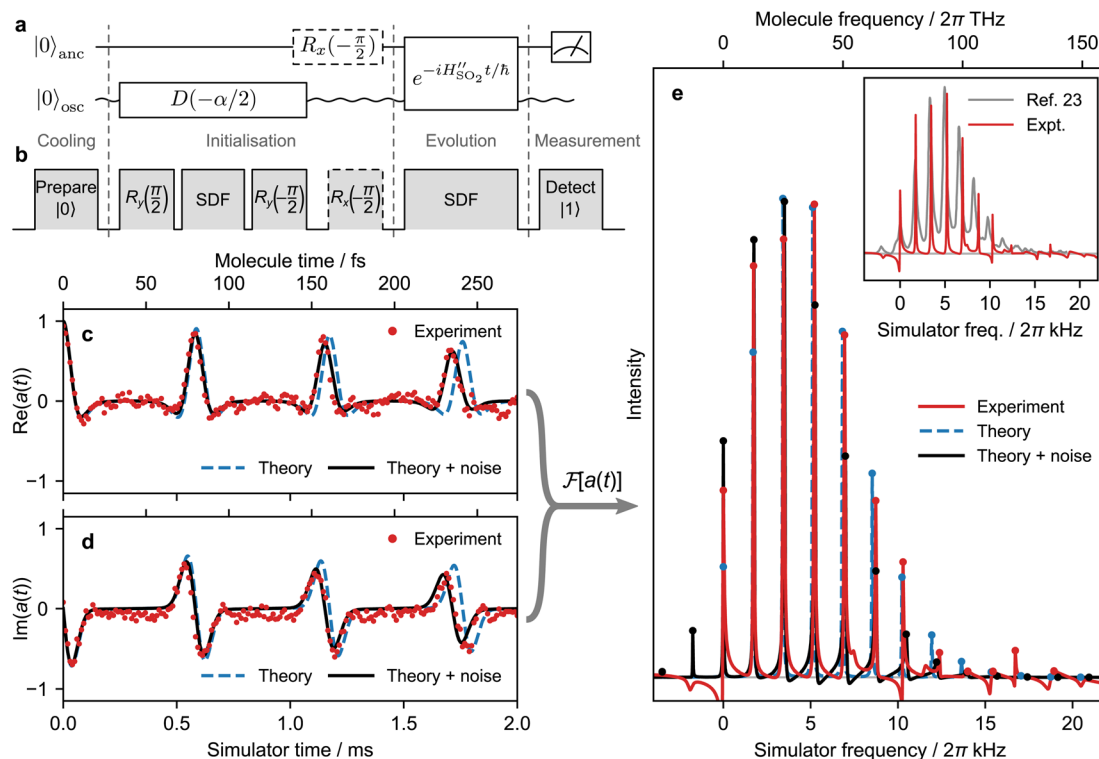 a
|0⟩anc
Rx(−π/2)
e^{−iH″SO₂t/ħ}
|0⟩osc
D(−α/2)
Cooling
Initialisation
Evolution
Measurement
b
Prepare
|0⟩
Ry(π/2)
SDF
Ry(−π/2)
Rx(−π/2)
SDF
Detect
|1⟩
Molecule time / fs
0 50 100 150 200 250
c
Experiment
1
0
−1
Re(a(t))
Theory
Theory + noise
d
Experiment
1
0
−1
Im(a(t))
Theory
Theory + noise
0.0 0.5 1.0 1.5 2.0
Simulator time / ms
ℱ[a(t)]
Molecule frequency / 2π THz
0 50 100 150
e
Intensity
Ref. 23
Expt.
0 5 10 15 20
Simulator freq. / 2π kHz
Experiment
Theory
Theory + noise
0 5 10 15 20
Simulator frequency / 2π kHz